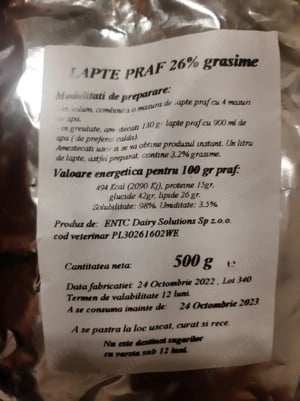 LAPTE PRAF 26% grasime
Modalitati de preparare:
in volum, combinati o masura de lapte praf cu 4 masuri
de apa.
in greutate, amestecati 130 gr lapte praf cu 900 ml de
apa ( de preferat calda).
Amestecati usor si se va obtine produsul instant. Un litru
de lapte, astfel preparat, contine 3.2% grasime.
Valoare energetica pentru 100 gr praf:
494 Kcal (2090 Kj), proteine 15gr.
glucide 42gr, lipide 26 gr.
Solubilitate: 98%, Umiditate: 3.5%.
Produs de: ENTC Dairy Solutions Sp z.o.o.
cod veterinar PL30261602WE
Cantitatea neta: 500 g e
Data fabricatiei: 24 Octombrie 2022 , Lot 340
Termen de valabilitate 12 luni.
A se consuma inainte de: 24 Octombrie 2023
A se pastra la loc uscat, curat si rece.
Nu este destinat sugarilor
cu varsta sub 12 luni.